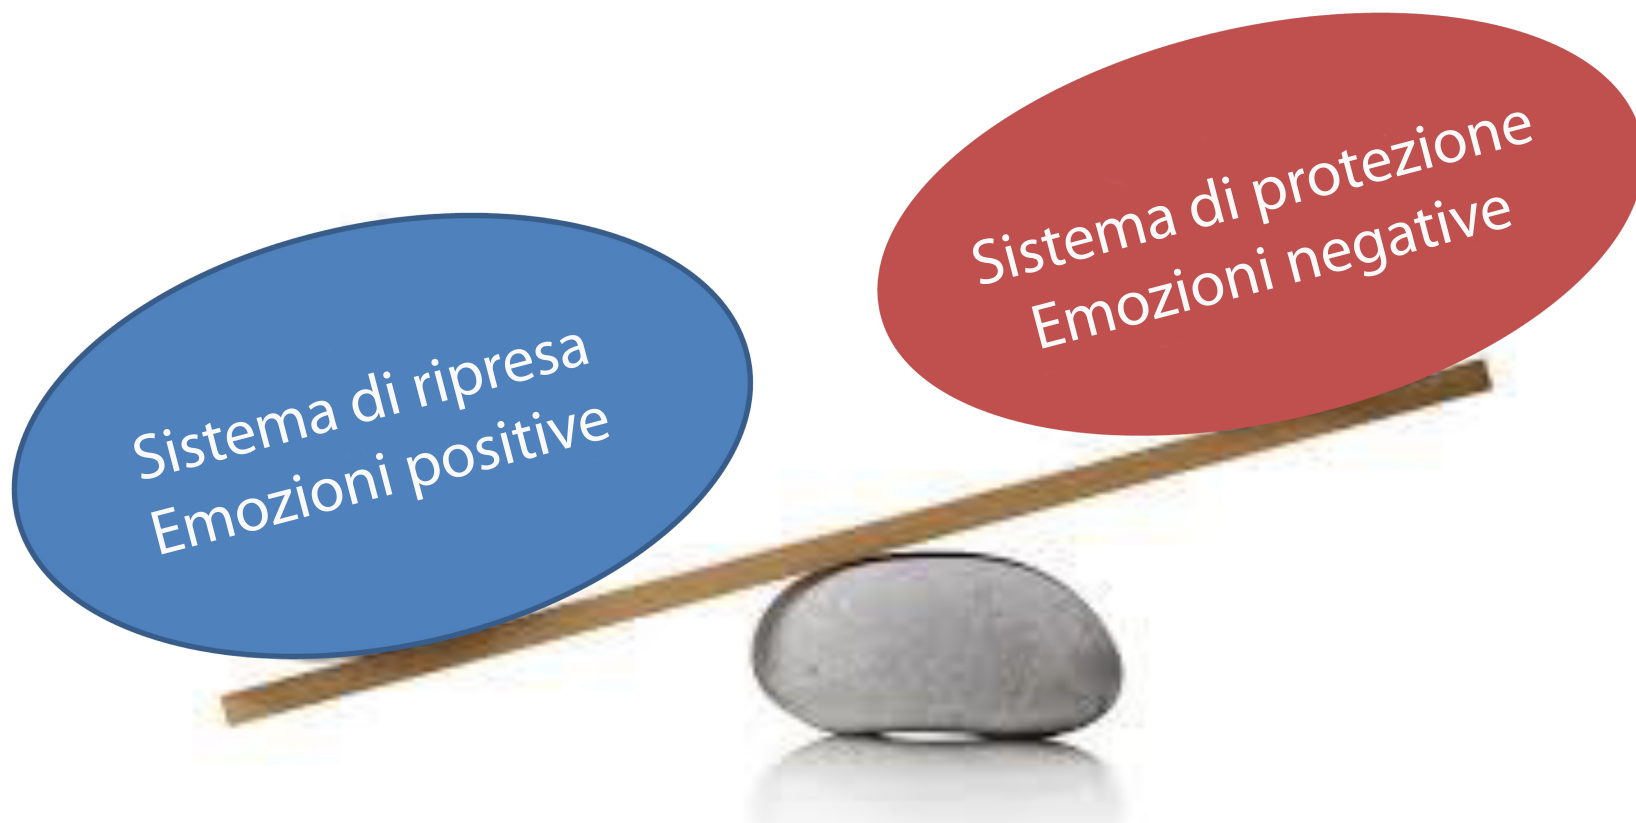 Sistema di ripresa
Emozioni positive
Sistema di protezione
Emozioni negative